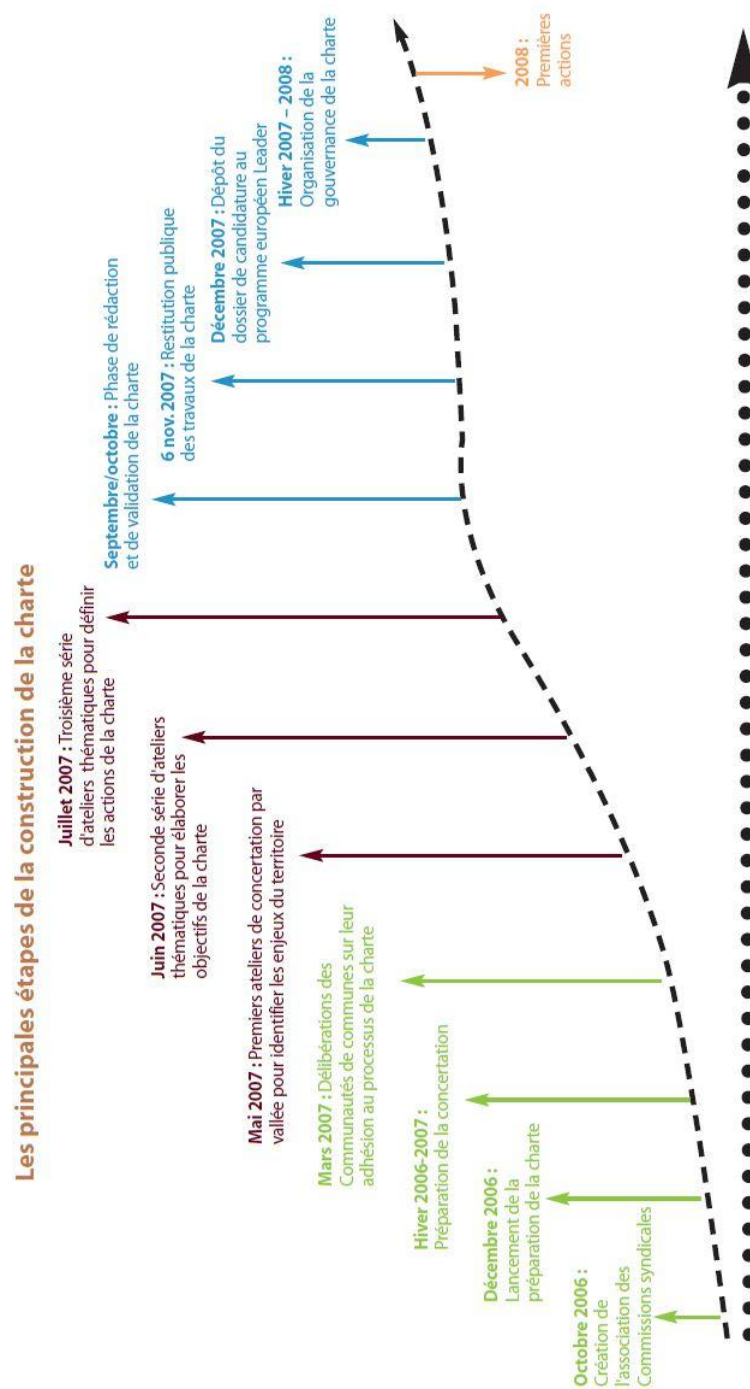 Les principales étapes de la construction de la charte
Octobre 2006 :
Création de
l'association des
Commissions syndicales
Décembre 2006 :
Lancement de la
préparation de la charte
Hiver 2006-2007 :
Préparation de la concertation
Mars 2007 : Délibérations des
Communautés de communes sur leur
adhésion au processus de la charte
Mai 2007 : Premiers ateliers de concertation par
vallée pour identifier les enjeux du territoire
Juin 2007 : Seconde série d'ateliers
thématiques pour élaborer les
objectifs de la charte
Juillet 2007 : Troisième série
d'ateliers thématiques pour définir
les actions de la charte
Septembre/octobre : Phase de rédaction
et de validation de la charte
6 nov. 2007 : Restitution publique
des travaux de la charte
Décembre 2007 : Dépôt du
dossier de candidature au
programme européen Leader
Hiver 2007 – 2008 :
Organisation de la
gouvernance de la charte
2008 :
Premières
actions